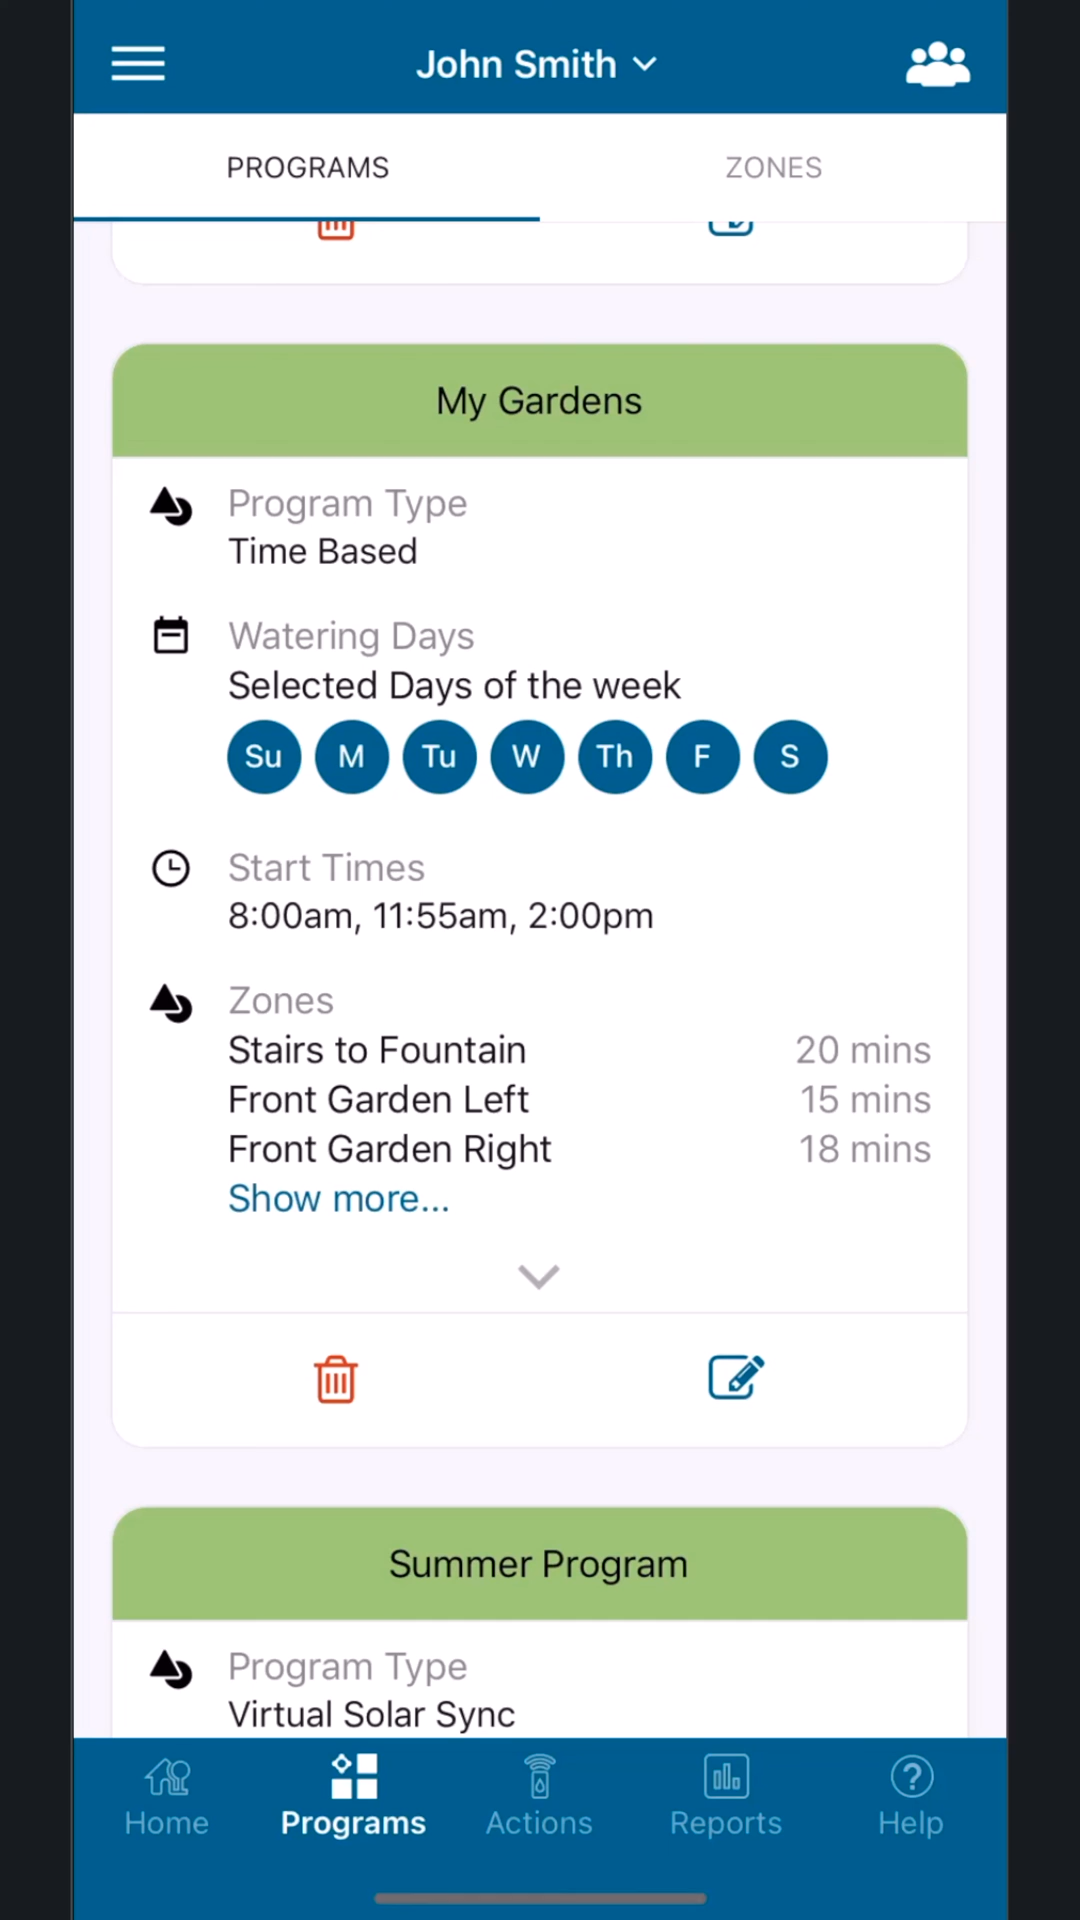 John Smith
PROGRAMS
ZONES
My Gardens
Program Type
Time Based
Watering Days
Selected Days of the week
Su M Tu W Th F S
Start Times
8:00am, 11:55am, 2:00pm
Zones
Stairs to Fountain 20 mins
Front Garden Left 15 mins
Front Garden Right 18 mins
Show more...
Summer Program
Program Type
Virtual Solar Sync
Home Programs Actions Reports Help